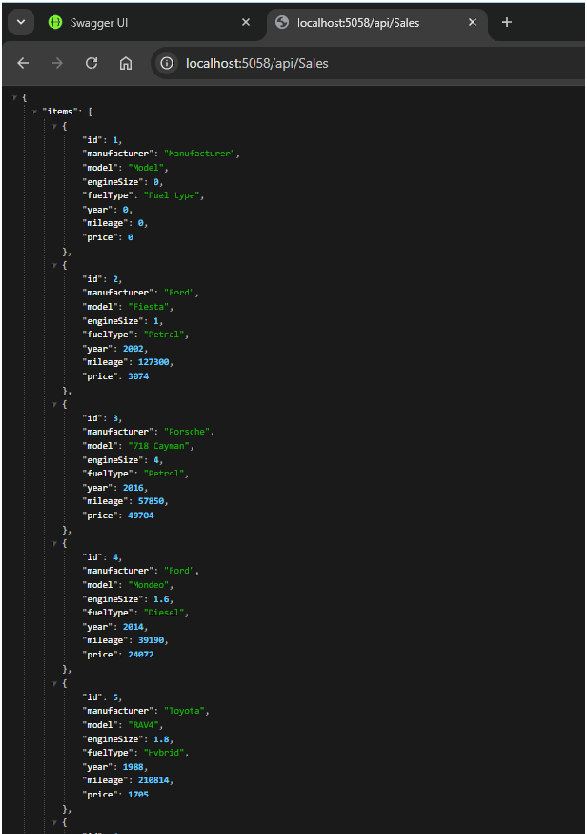 Swagger UI
localhost:5058/api/Sales
localhost:5058/api/Sales
{
"items": [
{
"id": 1,
"manufacturer": "Manufacturer",
"model": "Model",
"engineSize": 0,
"fuelType": "Fuel type",
"year": 0,
"mileage": 0,
"price": 0
},
{
"id": 2,
"manufacturer": "Ford",
"model": "Fiesta",
"engineSize": 1,
"fuelType": "Petrol",
"year": 2002,
"mileage": 127300,
"price": 3074
},
{
"id": 3,
"manufacturer": "Porsche",
"model": "718 Cayman",
"engineSize": 4,
"fuelType": "Petrol",
"year": 2016,
"mileage": 57850,
"price": 49704
},
{
"id": 4,
"manufacturer": "Ford",
"model": "Mondeo",
"engineSize": 1.6,
"fuelType": "Diesel",
"year": 2014,
"mileage": 39190,
"price": 24072
},
{
"id": 5,
"manufacturer": "Toyota",
"model": "RAV4",
"engineSize": 1.8,
"fuelType": "Hybrid",
"year": 1988,
"mileage": 210814,
"price": 1705
},
{